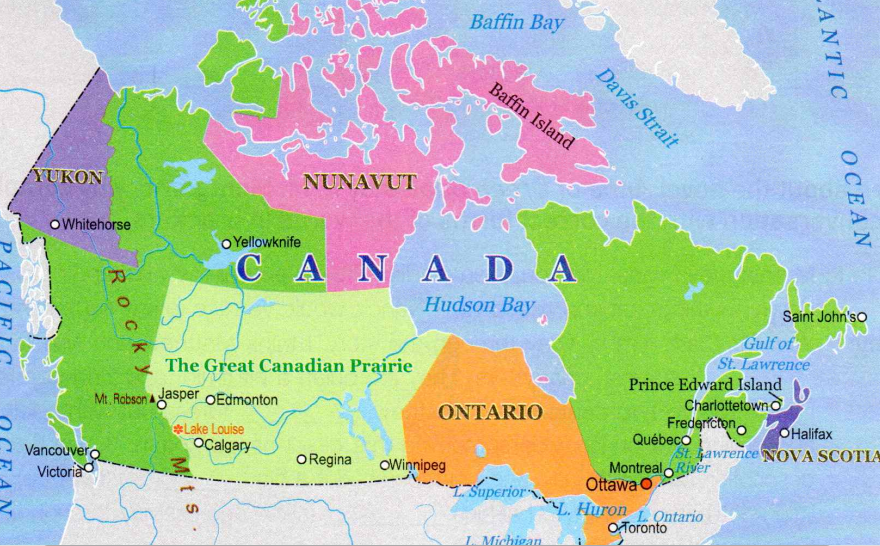 Baffin Bay
ATLANTIC
OCEAN
Davis Strait
Baffin Island
YUKON
NUNAVUT
Whitehorse
Yellowknife
CANADA
PACIFIC
OCEAN
Rocky
Mts.
Hudson Bay
Saint John's
Gulf of
St. Lawrence
The Great Canadian Prairie
Prince Edward Island
Mt. Robson
Jasper
Edmonton
Charlottetown
ONTARIO
Fredericton
Lake Louise
Calgary
Québec
Halifax
Vancouver
Victoria
Regina
Winnipeg
St. Lawrence
River
NOVA SCOTIA
Montreal
Ottawa
L. Superior
L. Huron
L. Ontario
Toronto
L. Michigan